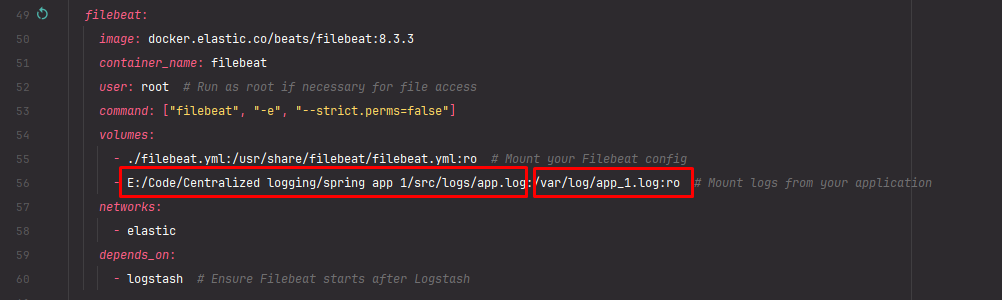 49 filebeat:
50 image: docker.elastic.co/beats/filebeat:8.3.3
51 container_name: filebeat
52 user: root # Run as root if necessary for file access
53 command: ["filebeat", "-e", "--strict.perms=false"]
54 volumes:
55 - ./filebeat.yml:/usr/share/filebeat/filebeat.yml:ro # Mount your Filebeat config
56 - E:/Code/Centralized logging/spring app 1/src/logs/app.log:/var/log/app_1.log:ro # Mount logs from your application
57 networks:
58 - elastic
59 depends_on:
60 - logstash # Ensure Filebeat starts after Logstash